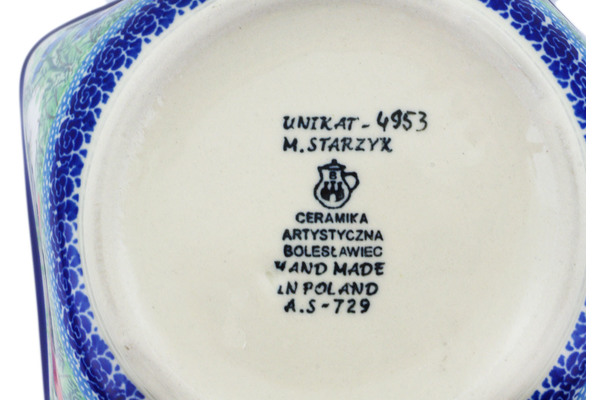 UNIKAT - 4953
M. STARZYK
B
CERAMIKA
ARTYSTYCZNA
BOLESŁAWIEC
HAND MADE
IN POLAND
A.S - 729